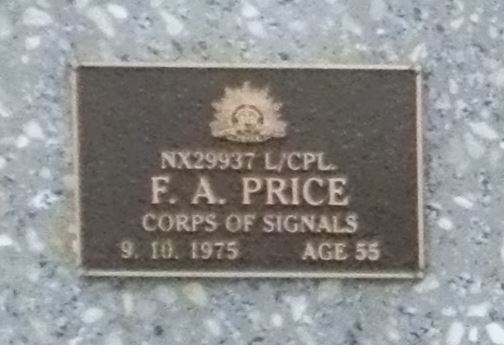 NX29937 L/CPL.
F. A. PRICE
CORPS OF SIGNALS
9. 10. 1975 AGE 55